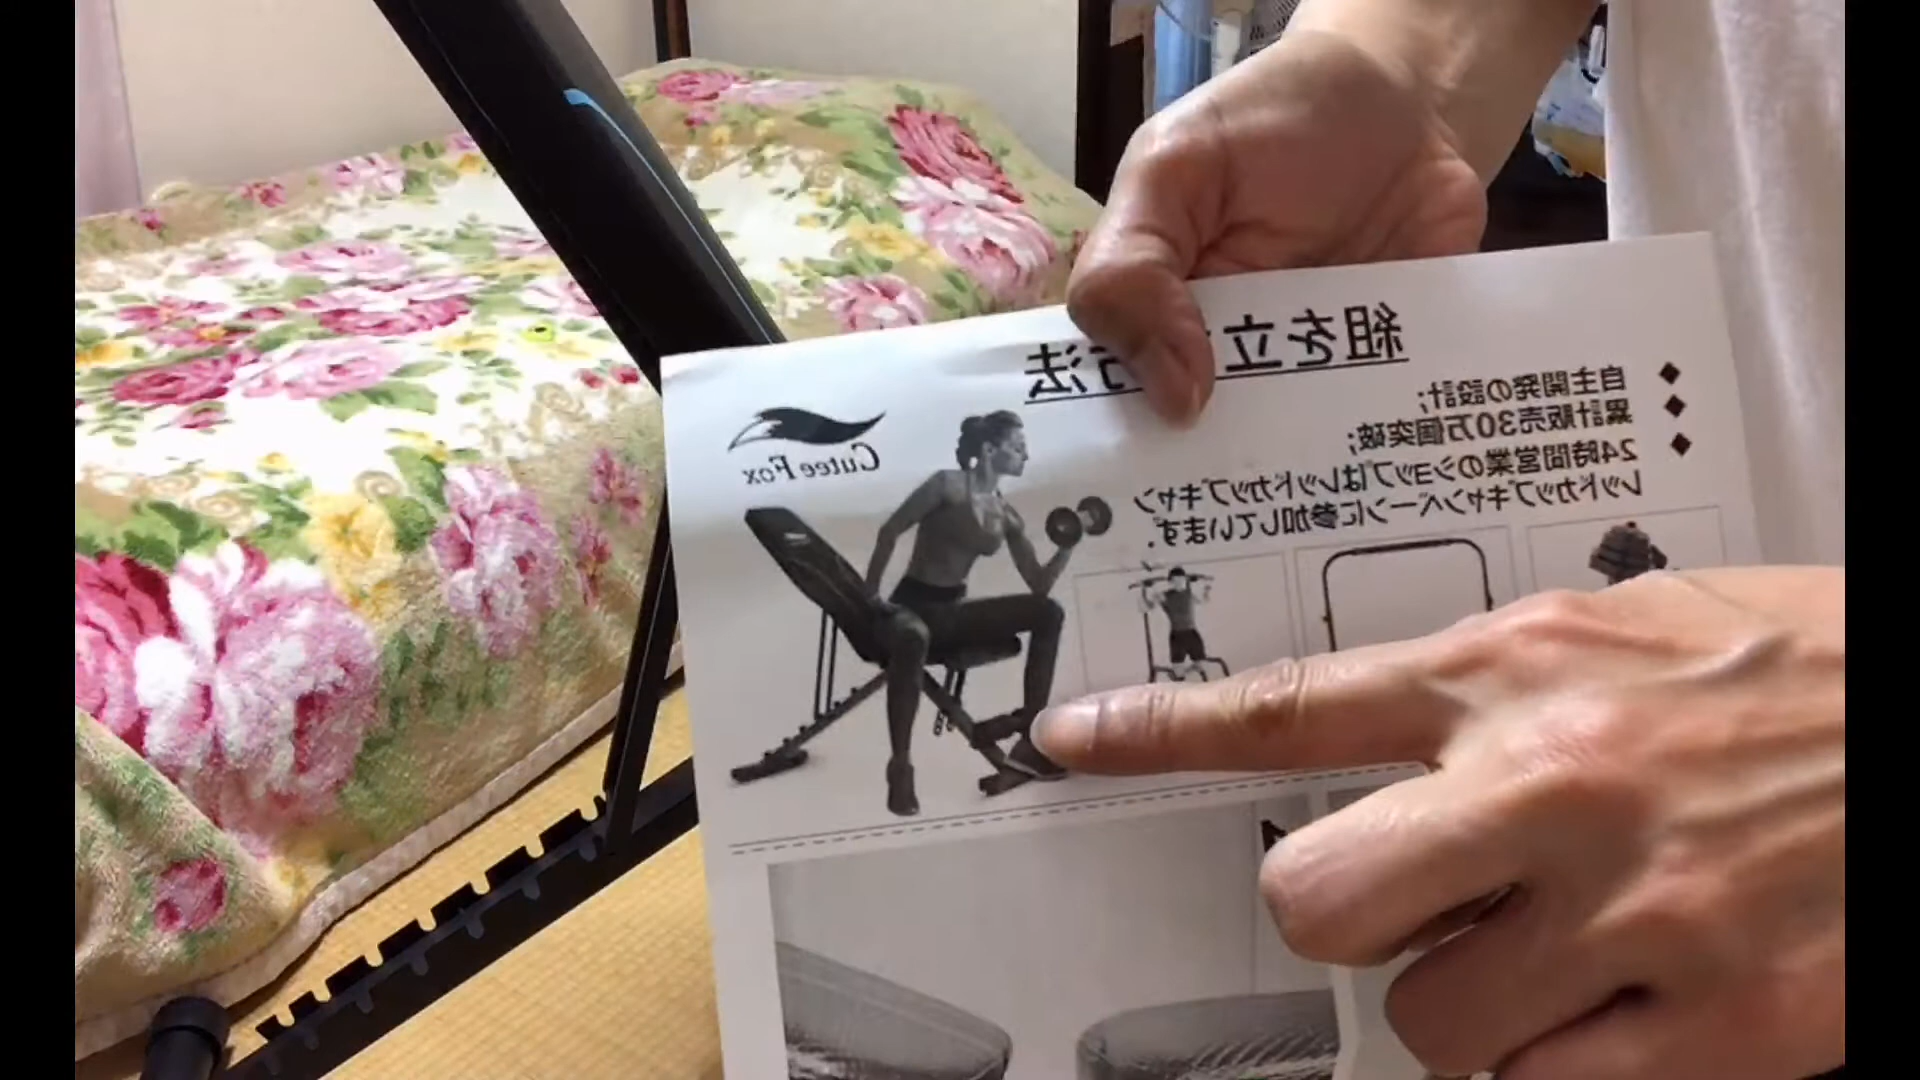 組を立 法
自主開発の設計;
累計販売30万個突破;
24時間営業のショップはレッドカップキャン
レッドカップキャンペーンに参加しています.
Cutee Fox